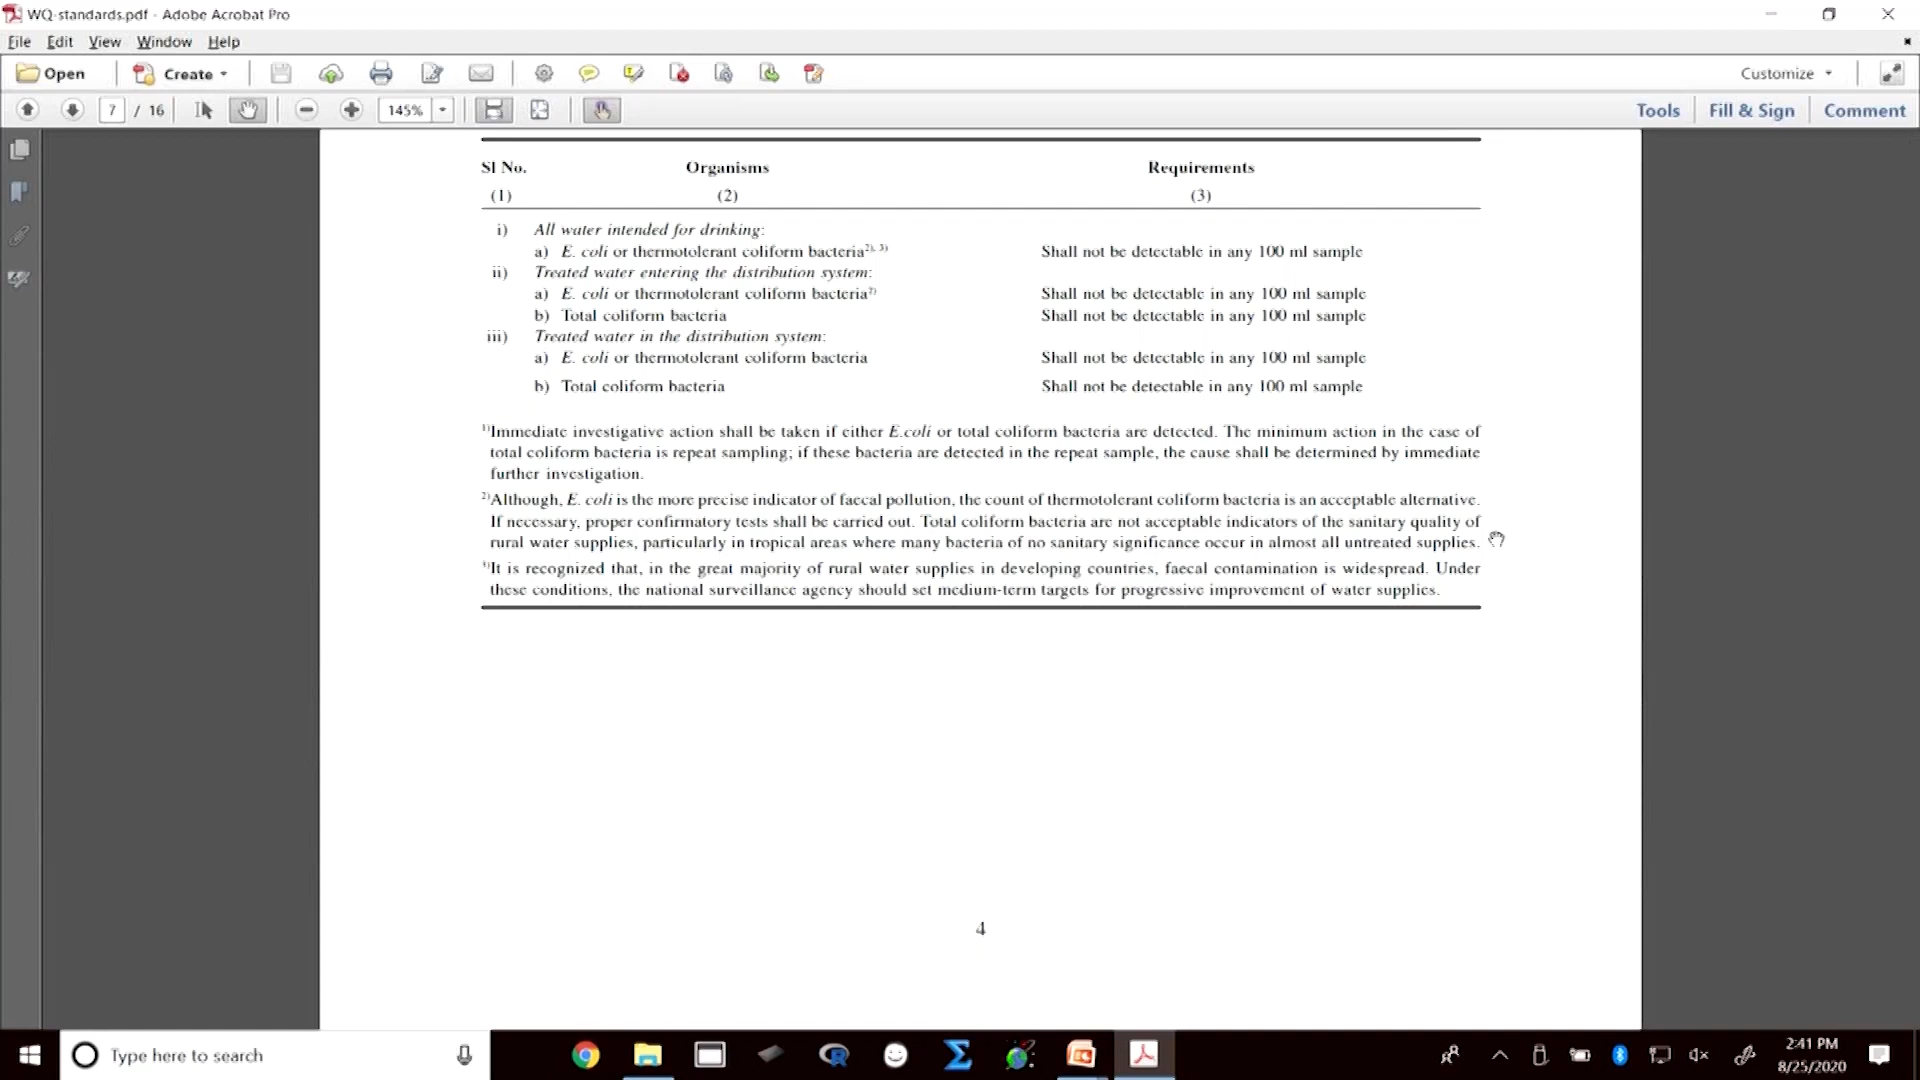 WQ-standards.pdf - Adobe Acrobat Pro
File Edit View Window Help
Open Create Customize
7 / 16 145% Tools Fill & Sign Comment
Sl No. Organisms Requirements
(1) (2) (3)
i) All water intended for drinking:
a) E. coli or thermotolerant coliform bacteria2), 3) Shall not be detectable in any 100 ml sample
ii) Treated water entering the distribution system:
a) E. coli or thermotolerant coliform bacteria2) Shall not be detectable in any 100 ml sample
b) Total coliform bacteria Shall not be detectable in any 100 ml sample
iii) Treated water in the distribution system:
a) E. coli or thermotolerant coliform bacteria Shall not be detectable in any 100 ml sample
b) Total coliform bacteria Shall not be detectable in any 100 ml sample
1)Immediate investigative action shall be taken if either E.coli or total coliform bacteria are detected. The minimum action in the case of
total coliform bacteria is repeat sampling; if these bacteria are detected in the repeat sample, the cause shall be determined by immediate
further investigation.
2)Although, E. coli is the more precise indicator of faecal pollution, the count of thermotolerant coliform bacteria is an acceptable alternative.
If necessary, proper confirmatory tests shall be carried out. Total coliform bacteria are not acceptable indicators of the sanitary quality of
rural water supplies, particularly in tropical areas where many bacteria of no sanitary significance occur in almost all untreated supplies.
3)It is recognized that, in the great majority of rural water supplies in developing countries, faecal contamination is widespread. Under
these conditions, the national surveillance agency should set medium-term targets for progressive improvement of water supplies.
4
Type here to search
2:41 PM
8/25/2020